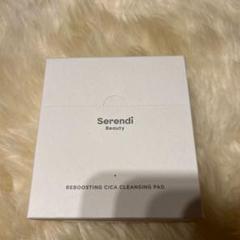 Serendi
Beauty
REBOOSTING CICA CLEANSING PAD